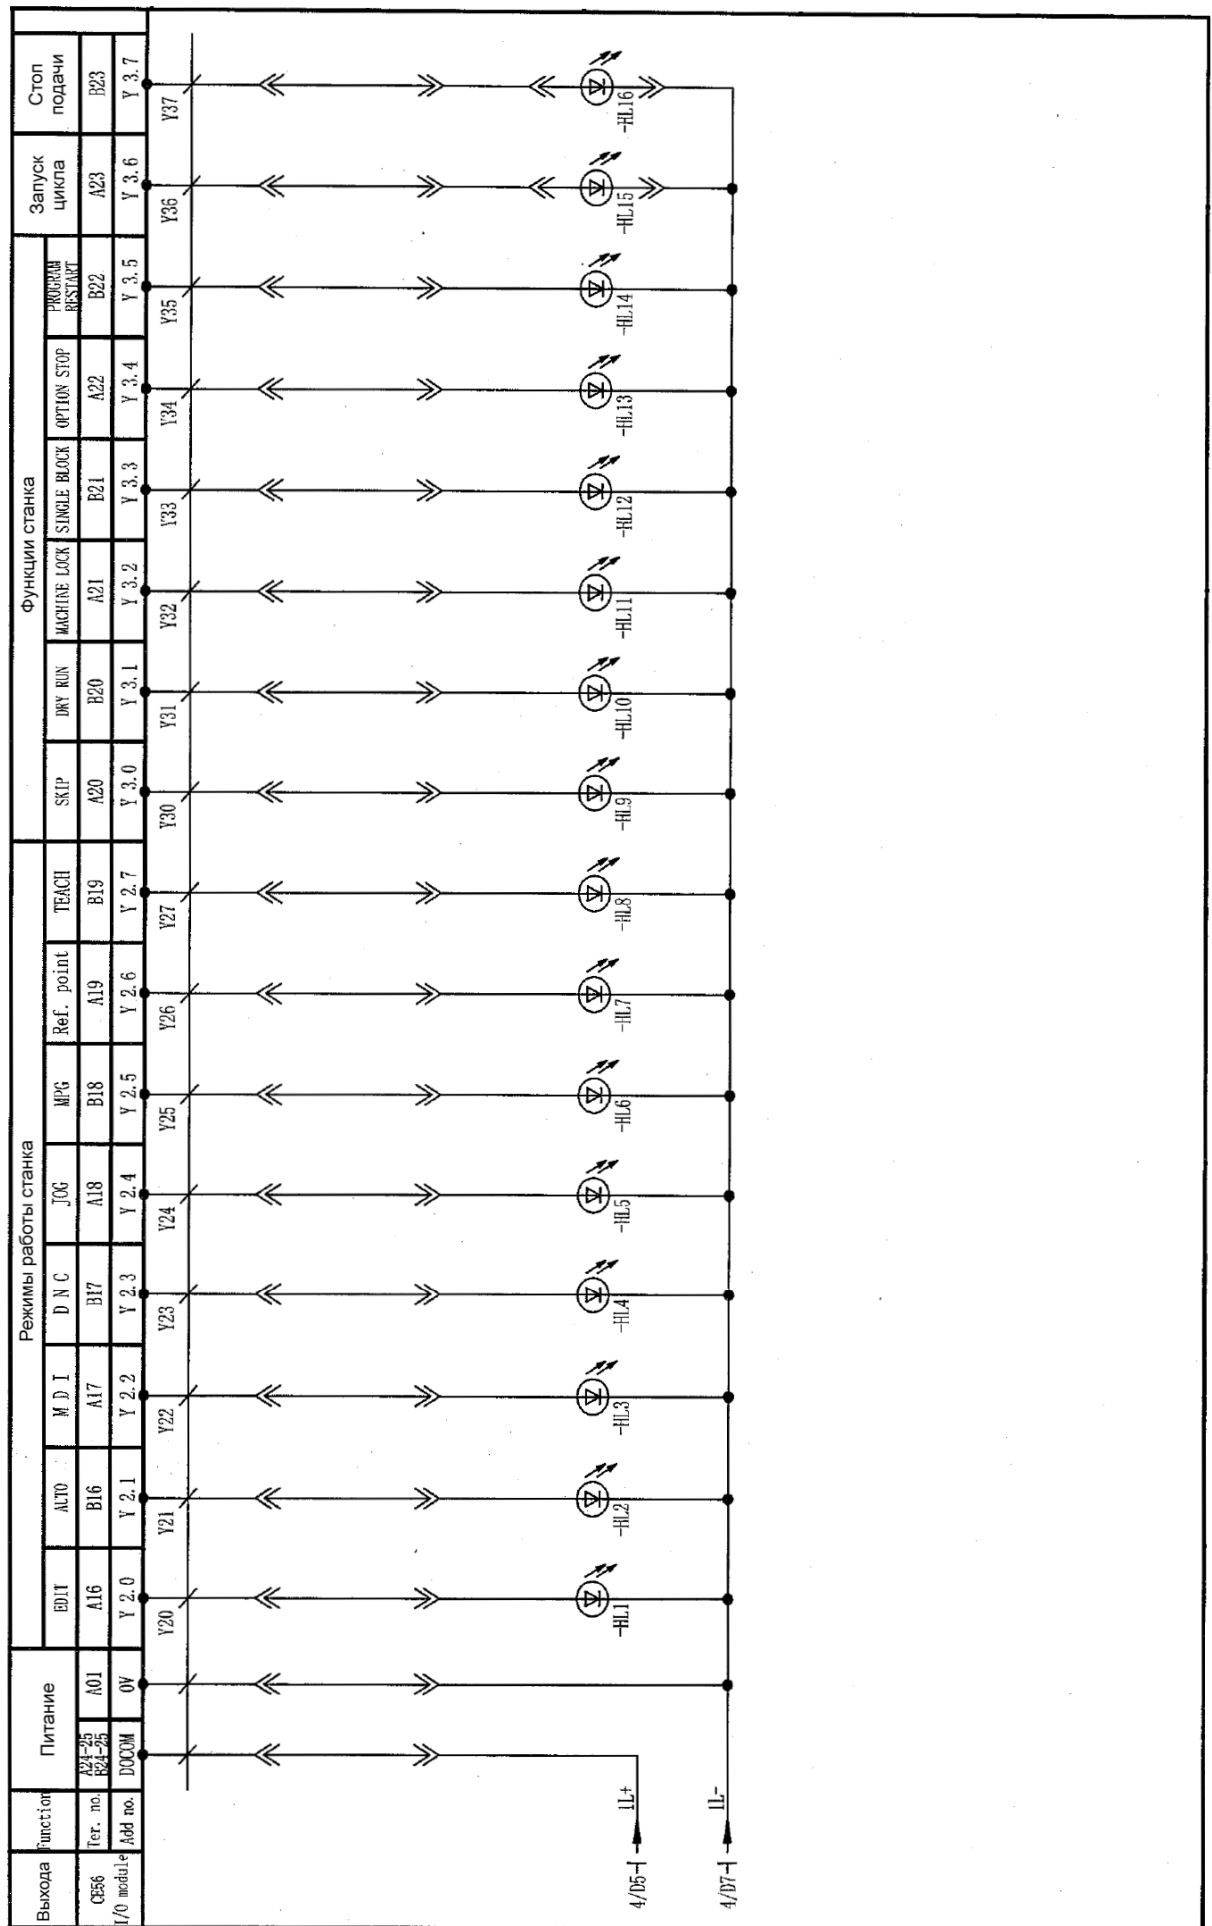 Выхода
Function
Питание
Режимы работы станка
Функции станка
Запуск
цикла
Стоп
подачи
EDIT
AUTO
M D I
D N C
JOG
MPG
Ref. point
TEACH
SKIP
DRY RUN
MACHINE LOCK
SINGLE BLOCK
OPTION STOP
PROGRAM
RESTART
CE56
Ter. no.
A24-25
B24-25
A01
A16
B16
A17
B17
A18
B18
A19
B19
A20
B20
A21
B21
A22
B22
A23
B23
I/O module
Add no.
DOCOM
0V
Y 2.0
Y 2.1
Y 2.2
Y 2.3
Y 2.4
Y 2.5
Y 2.6
Y 2.7
Y 3.0
Y 3.1
Y 3.2
Y 3.3
Y 3.4
Y 3.5
Y 3.6
Y 3.7
Y20
Y21
Y22
Y23
Y24
Y25
Y26
Y27
Y30
Y31
Y32
Y33
Y34
Y35
Y36
Y37
-HL1
-HL2
-HL3
-HL4
-HL5
-HL6
-HL7
-HL8
-HL9
-HL10
-HL11
-HL12
-HL13
-HL14
-HL15
-HL16
4/D5
1L+
4/D7
1L-